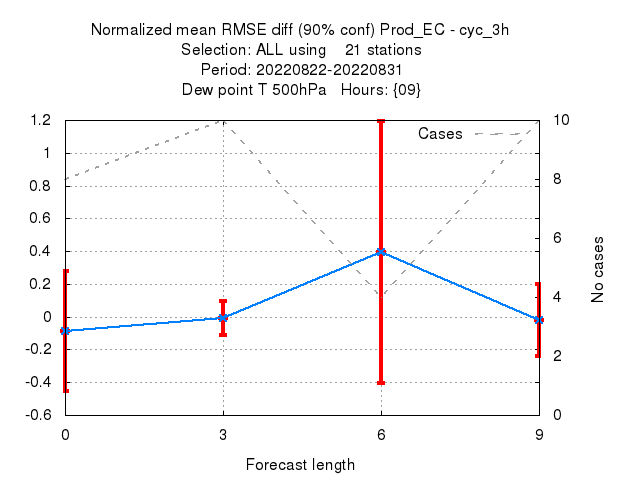 Normalized mean RMSE diff (90% conf) Prod_EC - cyc_3h
Selection: ALL using    21 stations
Period: 20220822-20220831
Dew point T 500hPa   Hours: {09}
Cases
1.2
1
0.8
0.6
0.4
0.2
0
-0.2
-0.4
-0.6
10
8
6
4
2
0
No cases
0 3 6 9
Forecast length